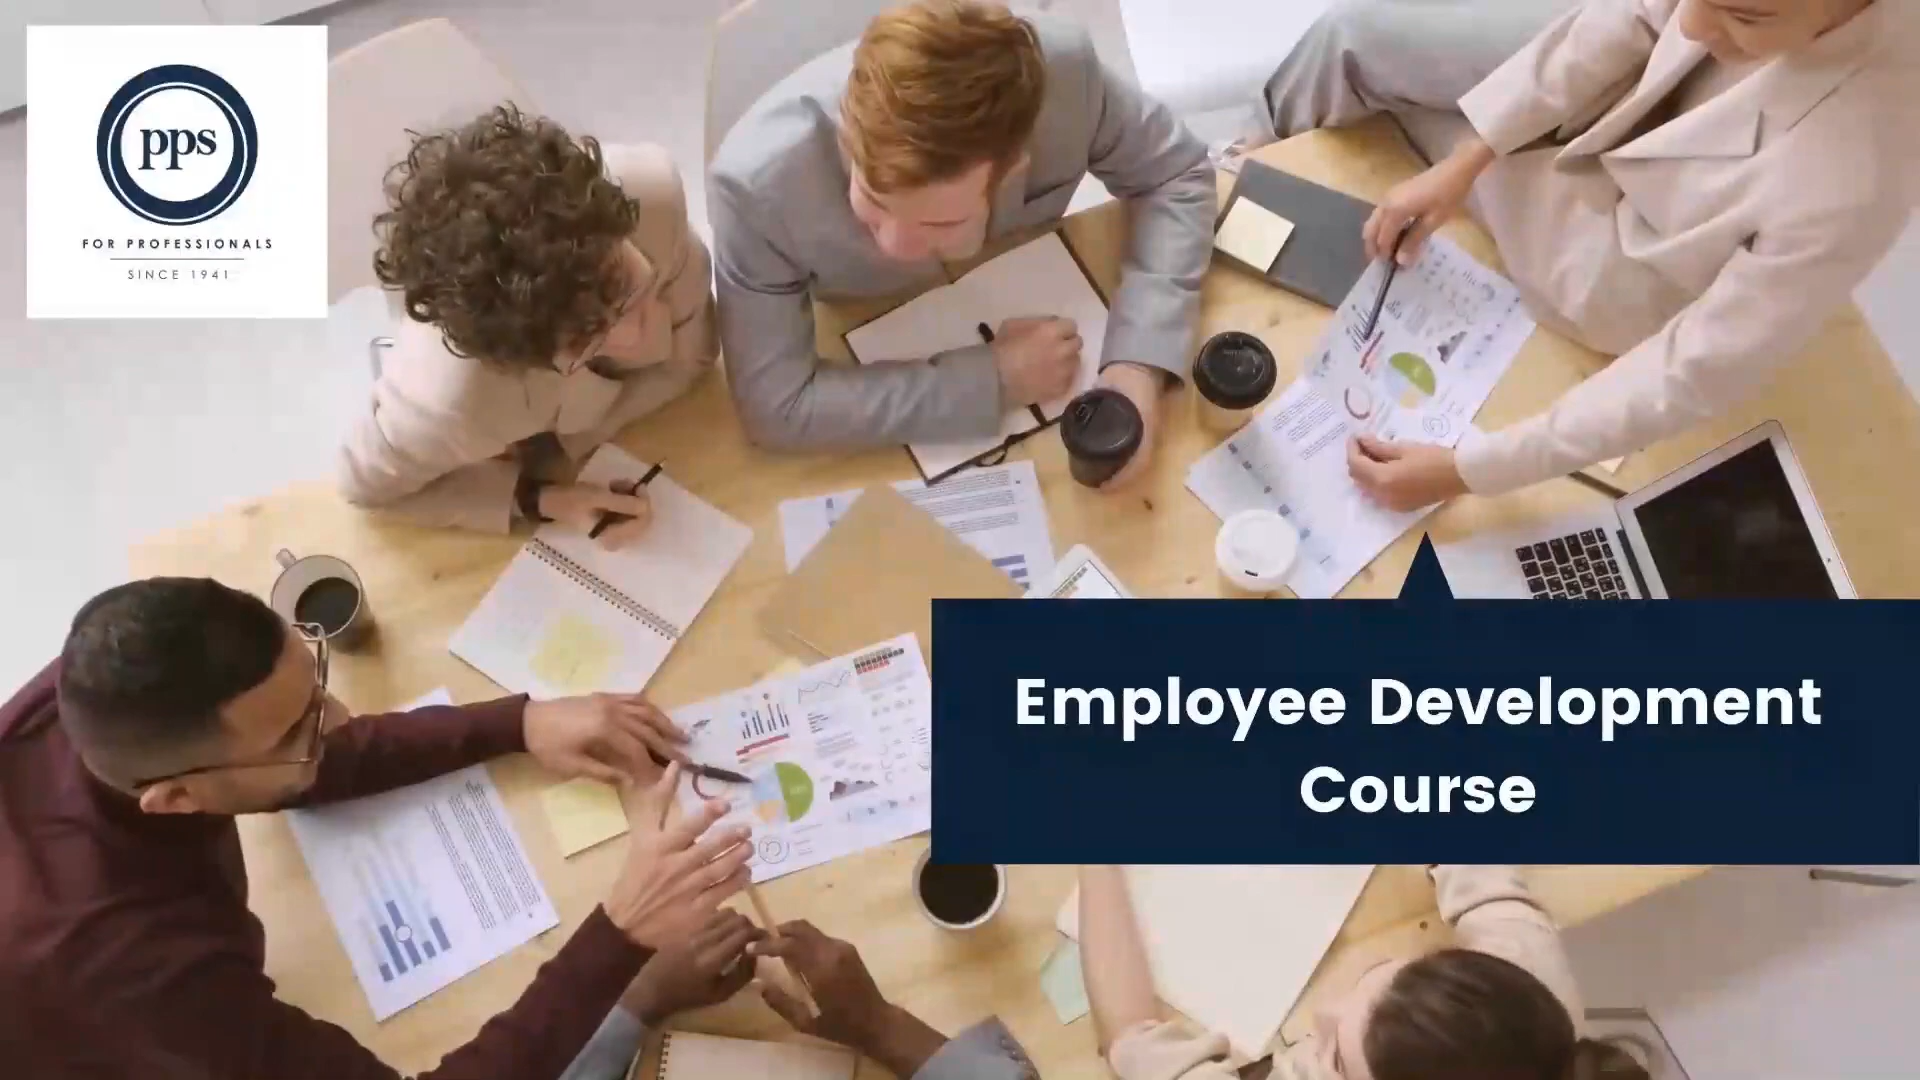 pps
FOR PROFESSIONALS
SINCE 1941
Employee Development
Course